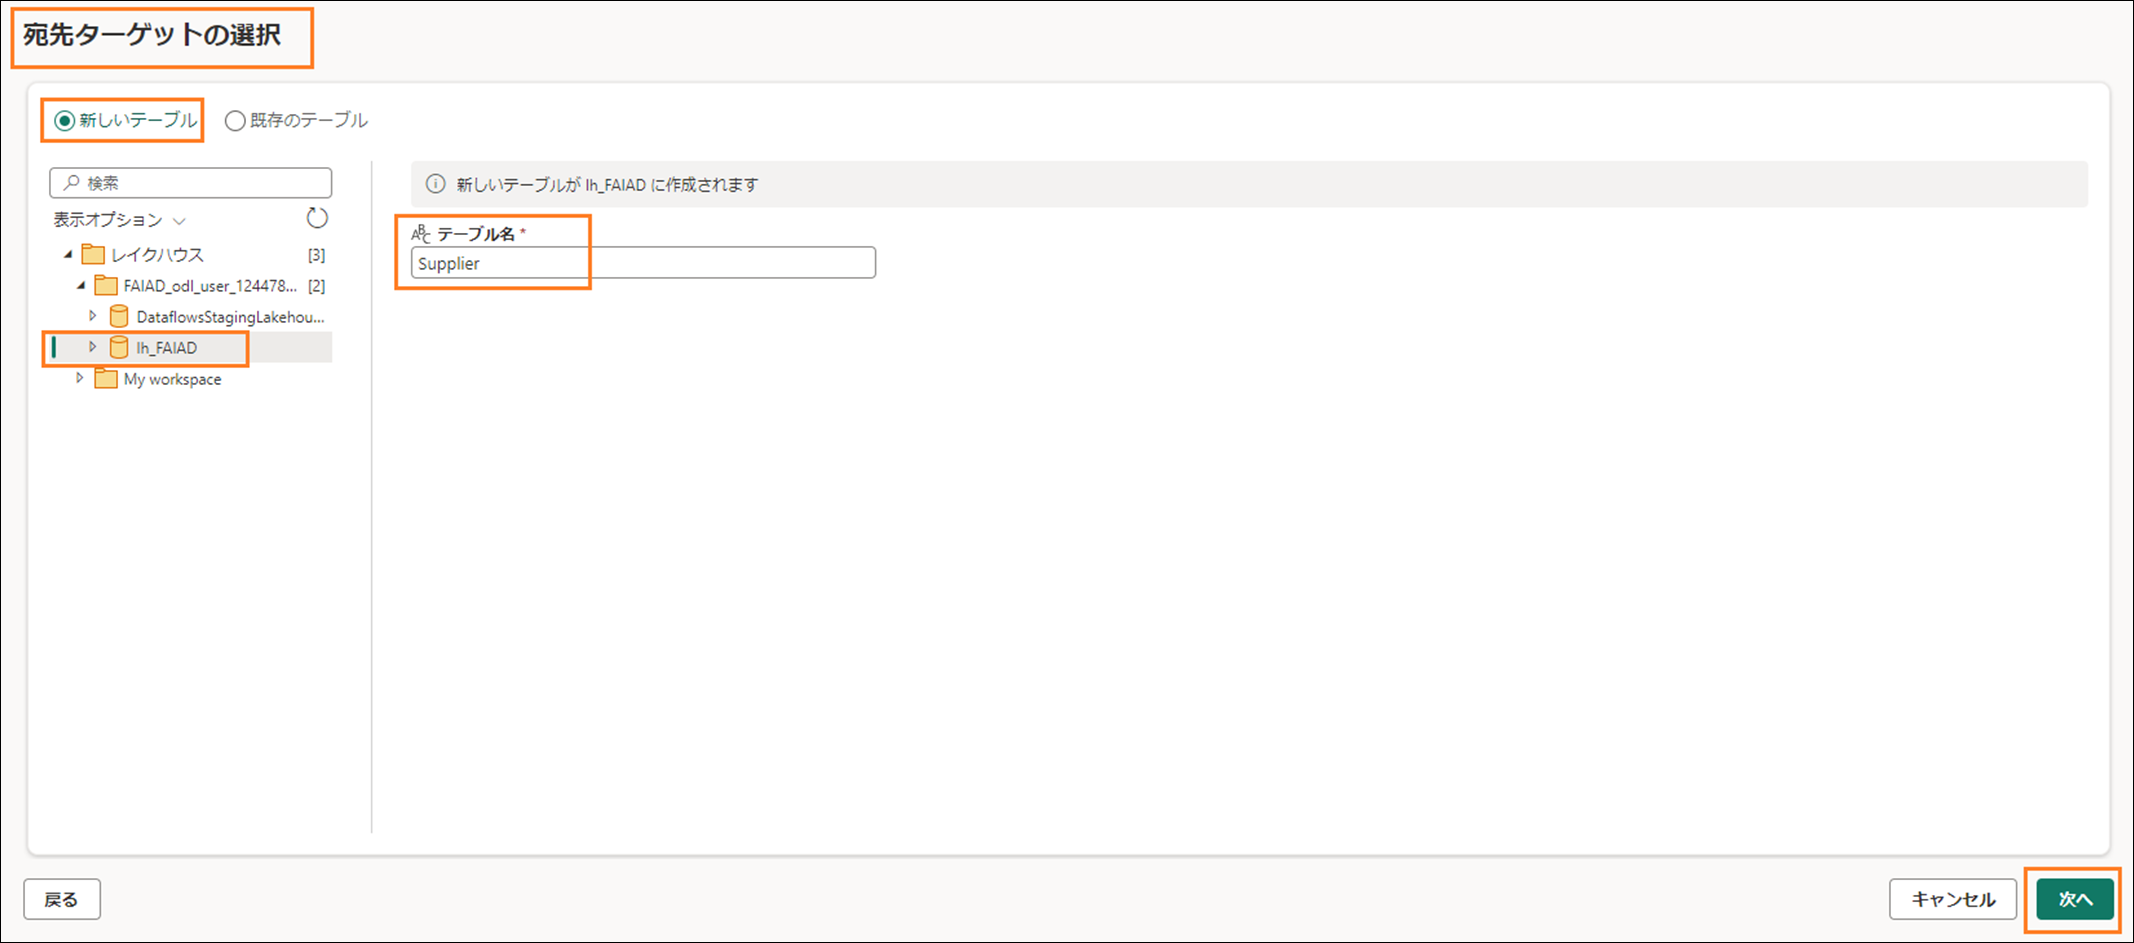 宛先ターゲットの選択
新しいテーブル 既存のテーブル
検索
表示オプション
レイクハウス [3]
FAIAD_odl_user_124478... [2]
DataflowsStagingLakehou...
lh_FAIAD
My workspace
新しいテーブルが lh_FAIAD に作成されます
ABC テーブル名 *
Supplier
戻る キャンセル 次へ